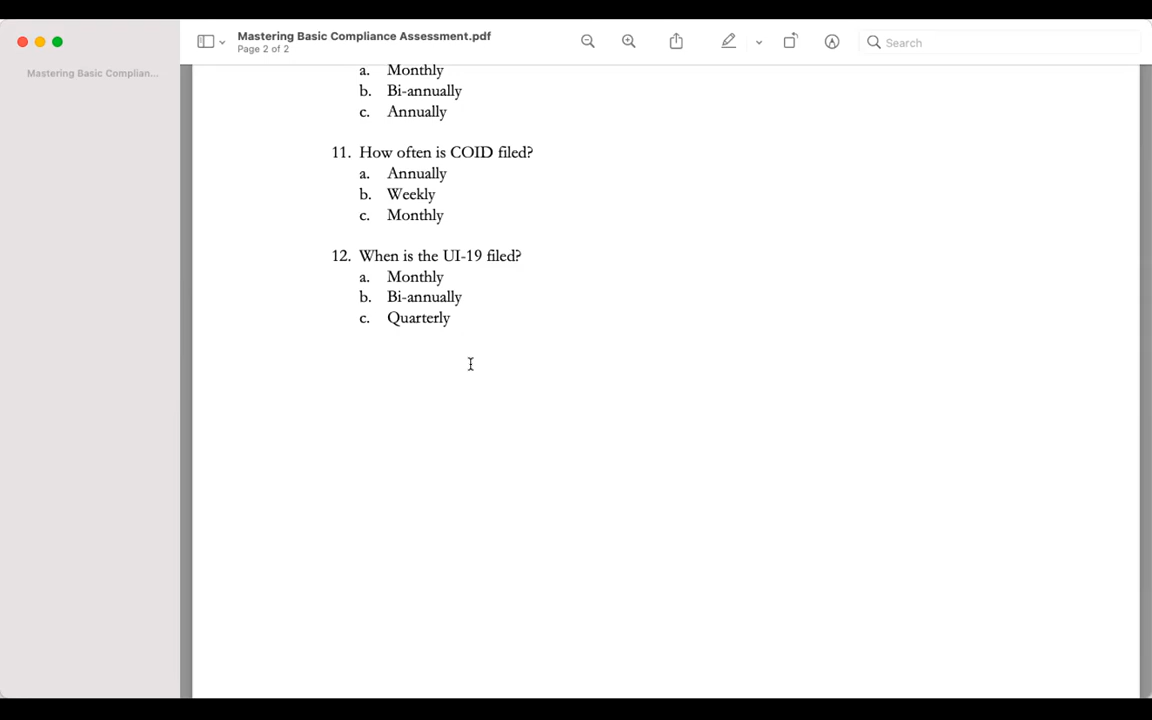 Mastering Basic Compliance Assessment.pdf
Page 2 of 2
Search
Mastering Basic Complian...
a. Monthly
b. Bi-annually
c. Annually
11. How often is COID filed?
a. Annually
b. Weekly
c. Monthly
12. When is the UI-19 filed?
a. Monthly
b. Bi-annually
c. Quarterly